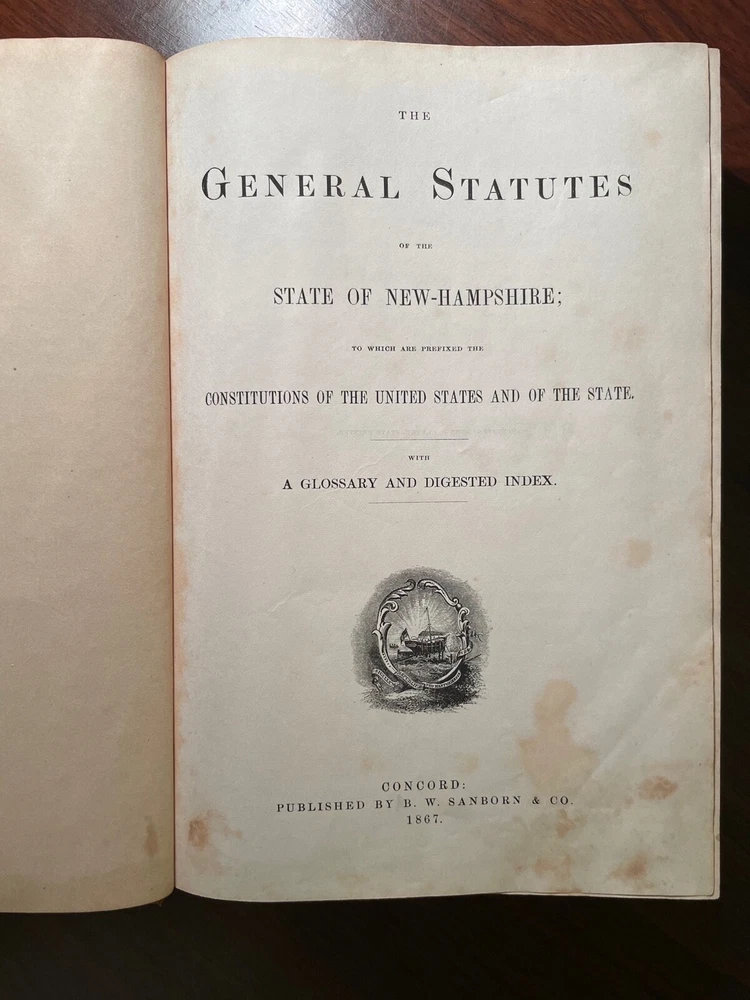 THE
GENERAL STATUTES
OF THE
STATE OF NEW-HAMPSHIRE;
TO WHICH ARE PREFIXED THE
CONSTITUTIONS OF THE UNITED STATES AND OF THE STATE.
WITH
A GLOSSARY AND DIGESTED INDEX.
CONCORD:
PUBLISHED BY B. W. SANBORN & CO.
1867.